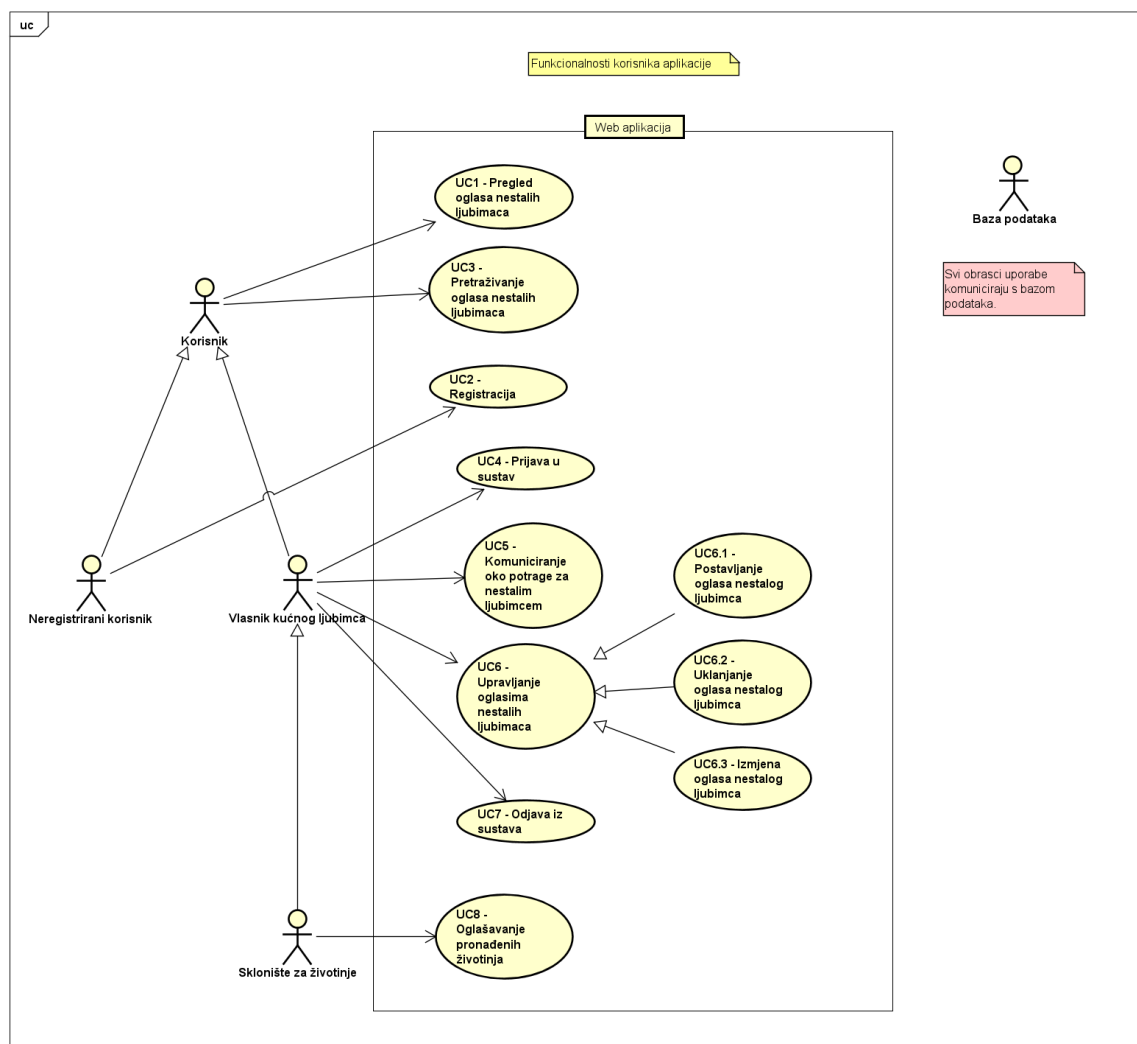 uc
Funkcionalnosti korisnika aplikacije
Web aplikacija
UC1 - Pregled
oglasa nestalih
ljubimaca
Baza podataka
UC3 -
Pretraživanje
oglasa nestalih
ljubimaca
Svi obrasci uporabe
komuniciraju s bazom
podataka.
Korisnik
UC2 -
Registracija
UC4 - Prijava u
sustav
UC5 -
Komuniciranje
oko potrage za
nestalim
ljubimcem
UC6.1 -
Postavljanje
oglasa nestalog
ljubimca
Neregistrirani korisnik
Vlasnik kućnog ljubimca
UC6 -
Upravljanje
oglasima
nestalih
ljubimaca
UC6.2 -
Uklanjanje
oglasa nestalog
ljubimca
UC6.3 - Izmjena
oglasa nestalog
ljubimca
UC7 - Odjava iz
sustava
UC8 -
Oglašavanje
pronađenih
životinja
Sklonište za životinje